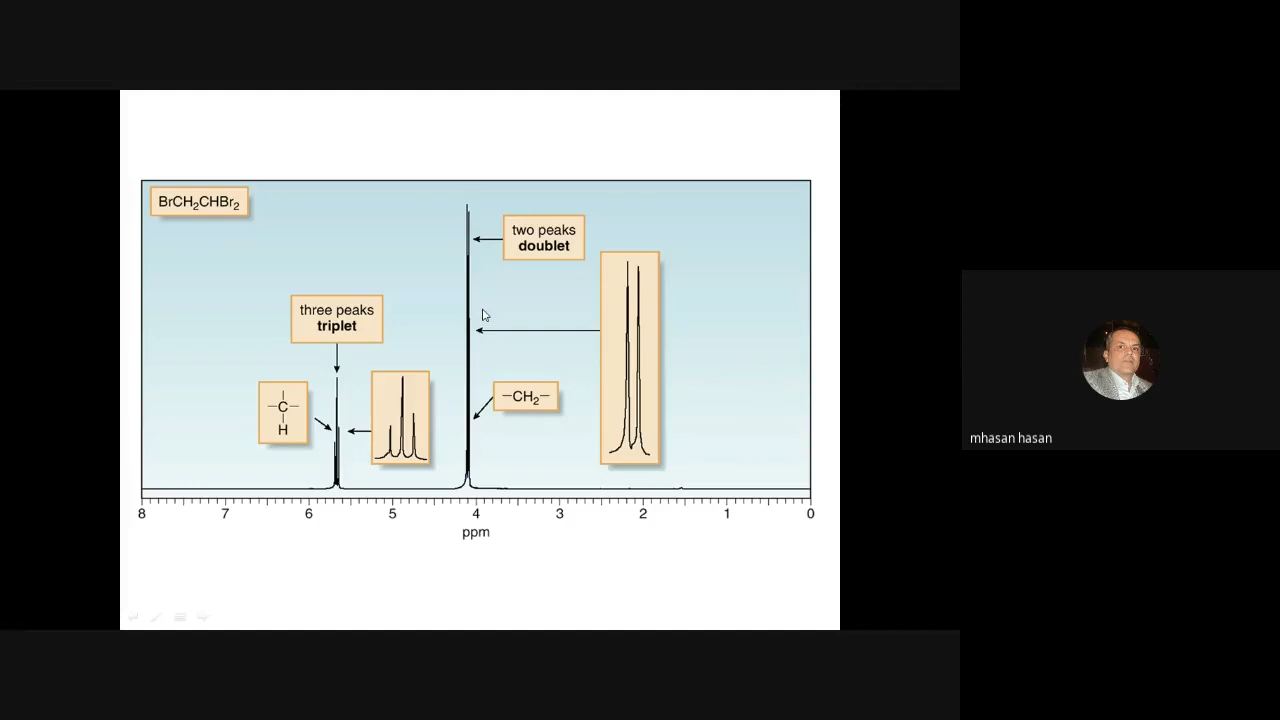 BrCH₂CHBr₂
two peaks
doublet
three peaks
triplet
–C–
H
–CH₂–
8 7 6 5 4 3 2 1 0
ppm
mhasan hasan